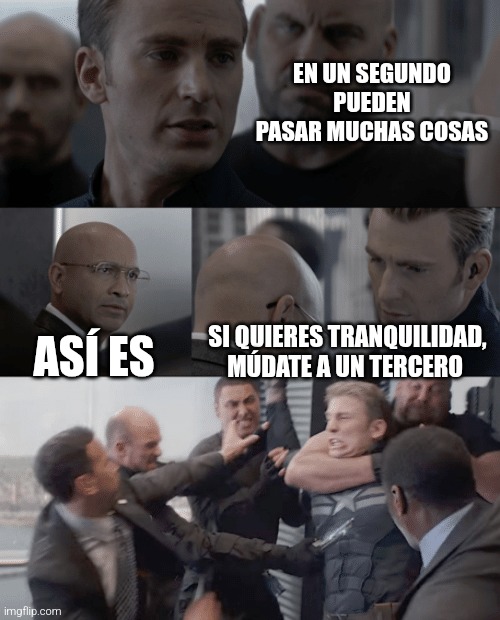 EN UN SEGUNDO
PUEDEN
PASAR MUCHAS COSAS
ASÍ ES
SI QUIERES TRANQUILIDAD,
MÚDATE A UN TERCERO
imgflip.com